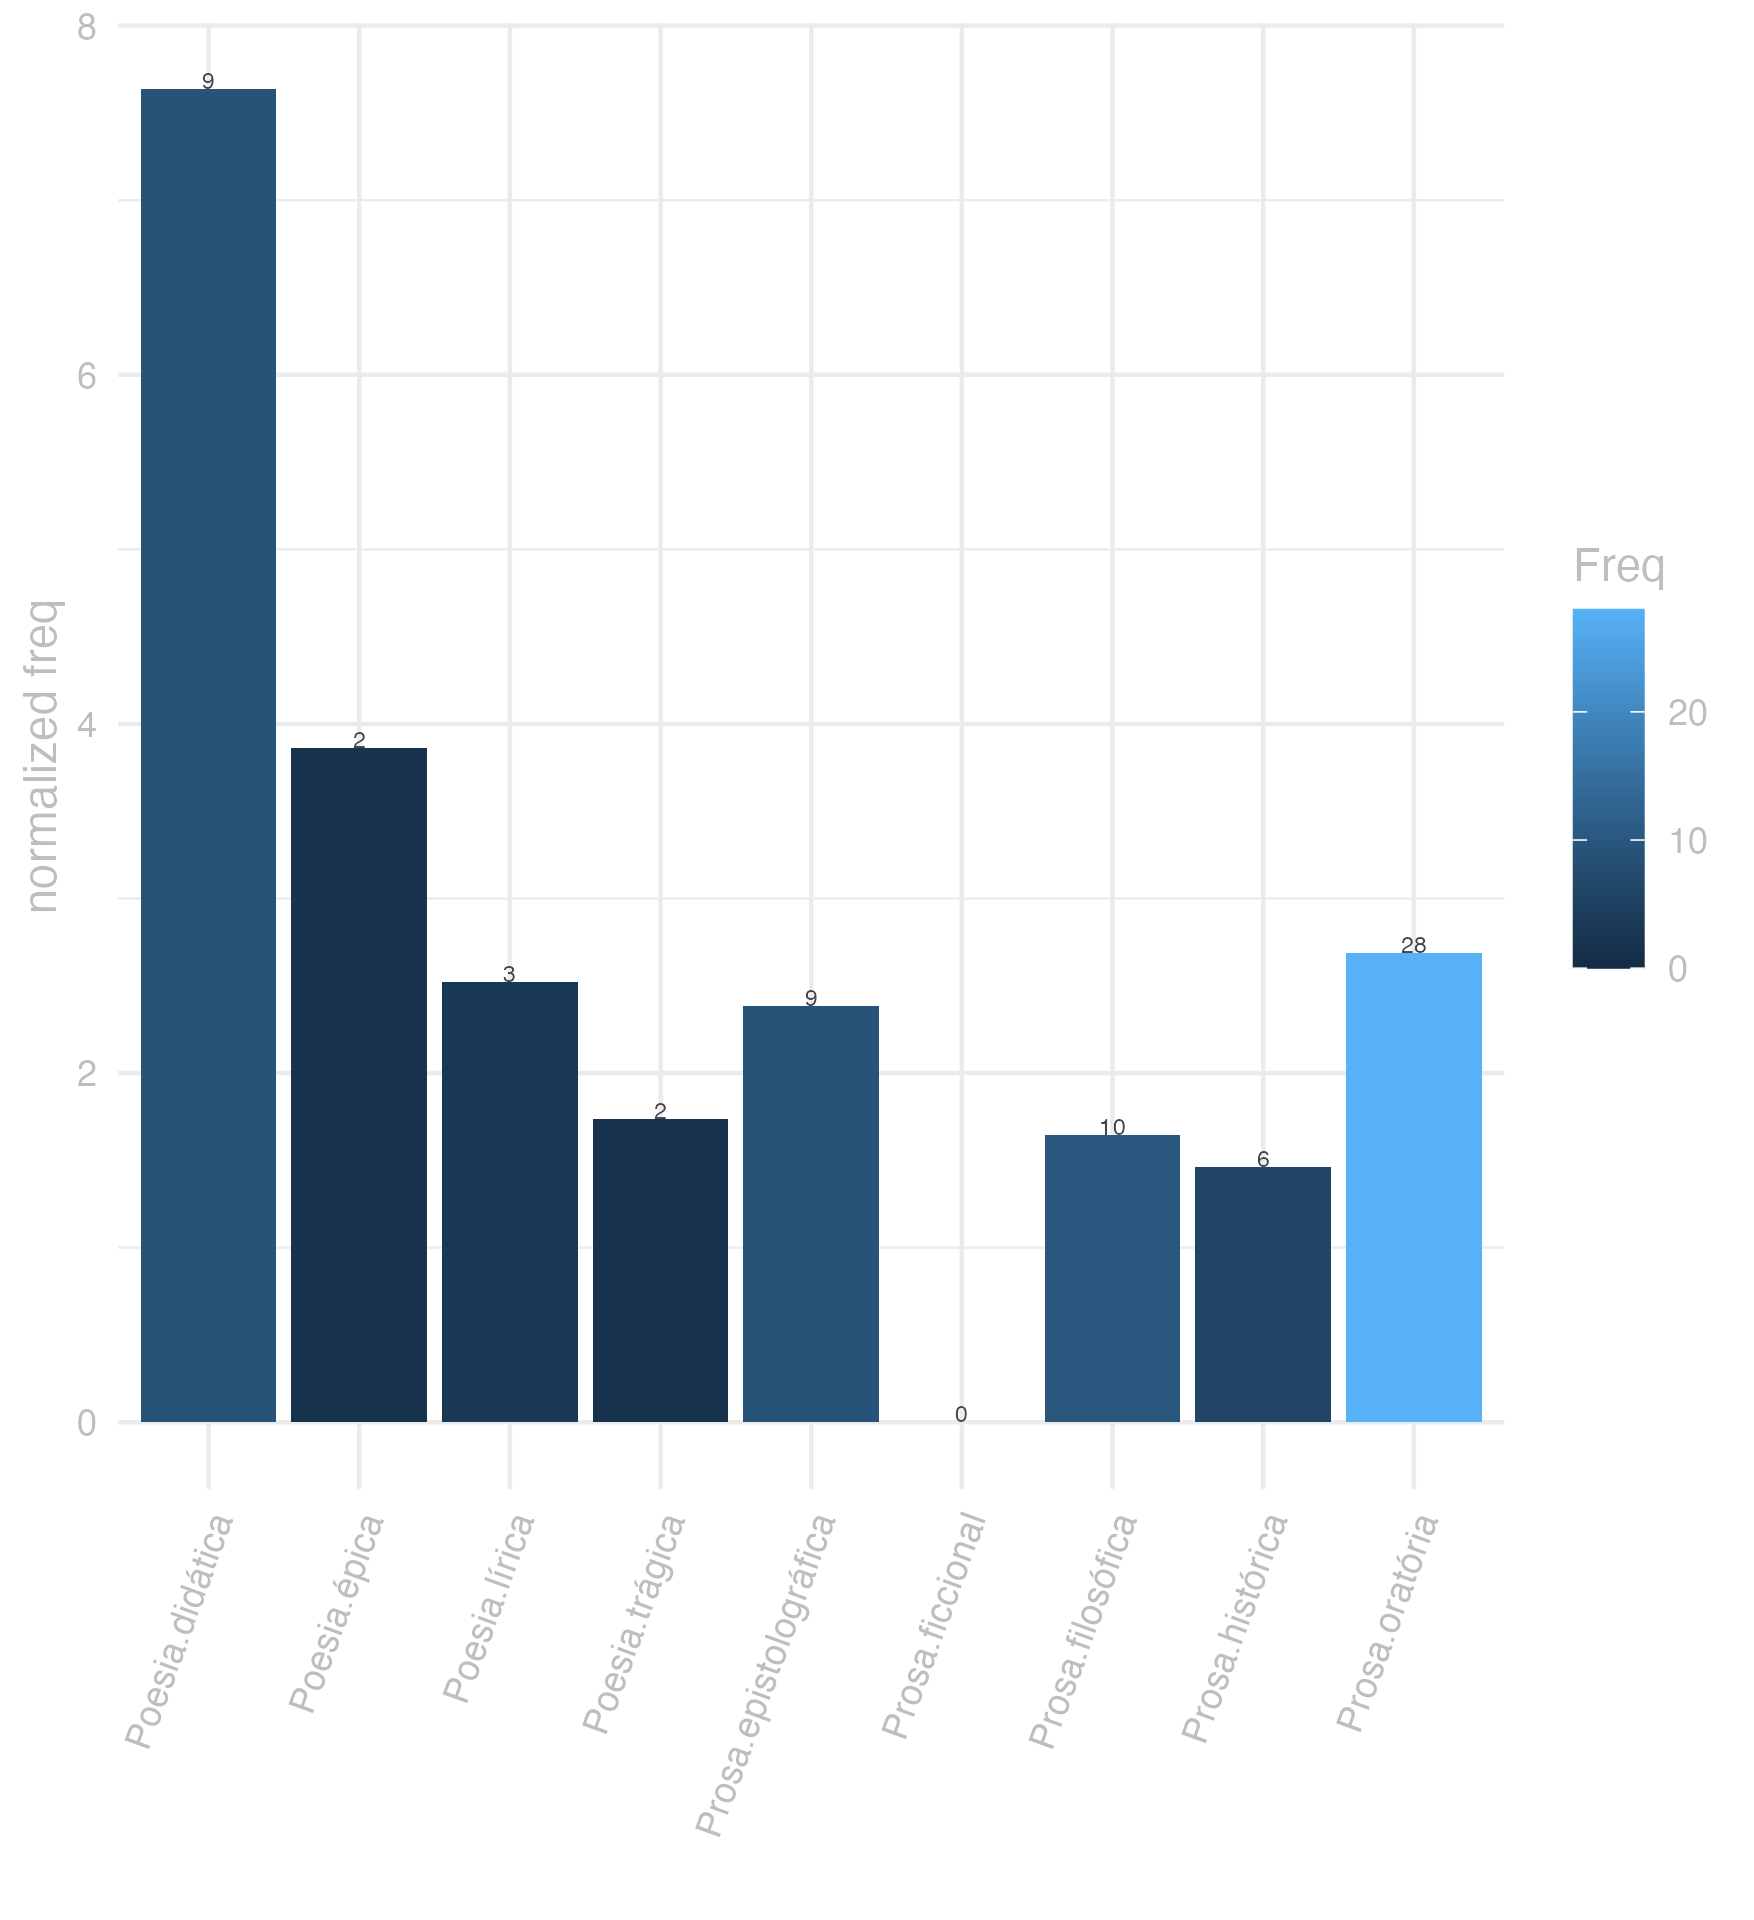 8
6
4
2
0
normalized freq
9
2
3
2
9
0
10
6
28
Poesia.didática
Poesia.épica
Poesia.lírica
Poesia.trágica
Prosa.epistolográfica
Prosa.ficcional
Prosa.filosófica
Prosa.histórica
Prosa.oratória
Freq
20
10
0